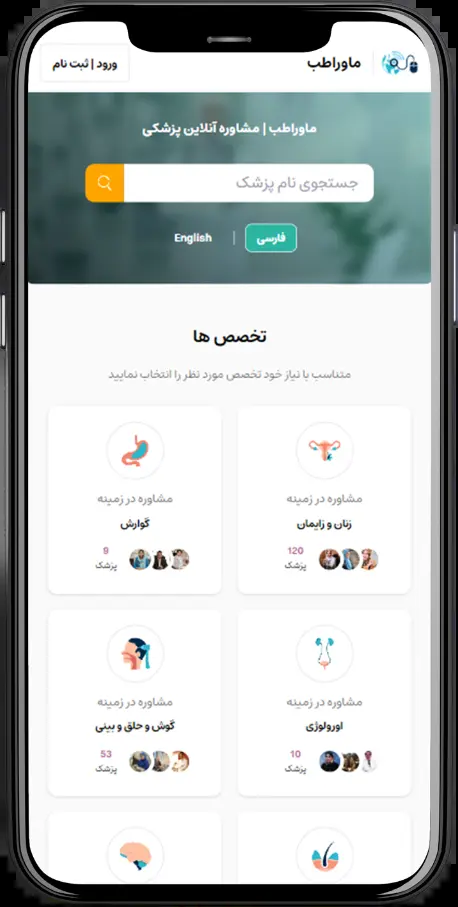 ماوراطب
ورود | ثبت نام
ماوراطب | مشاوره آنلاین پزشکی
جستجوی نام پزشک
فارسی | English
تخصص ها
متناسب با نیاز خود تخصص مورد نظر را انتخاب نمایید
مشاوره در زمینه
زنان و زایمان
120
پزشک
مشاوره در زمینه
گوارش
9
پزشک
مشاوره در زمینه
اورولوژی
10
پزشک
مشاوره در زمینه
گوش و حلق و بینی
53
پزشک